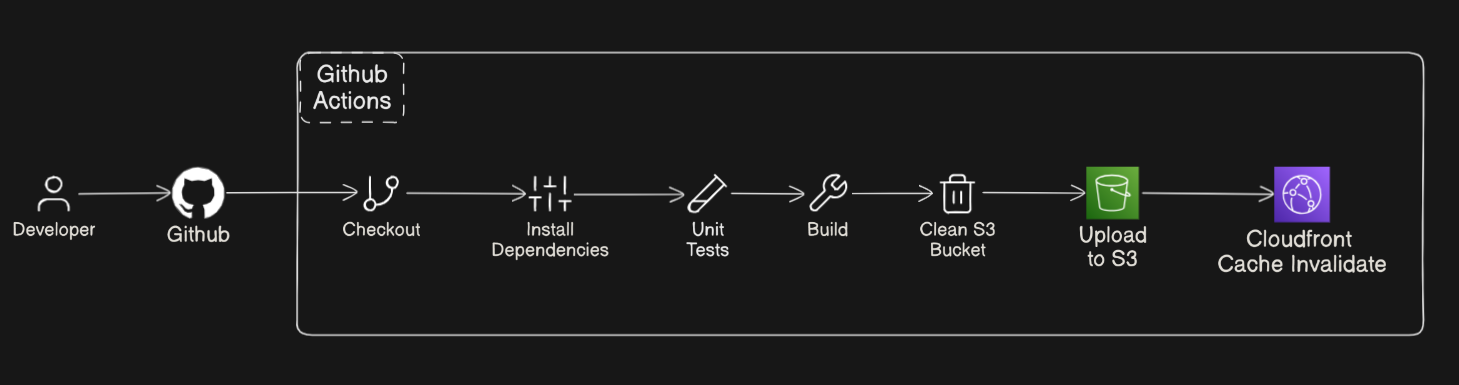 Github
Actions
Developer
Github
Checkout
Install
Dependencies
Unit
Tests
Build
Clean S3
Bucket
Upload
to S3
Cloudfront
Cache Invalidate